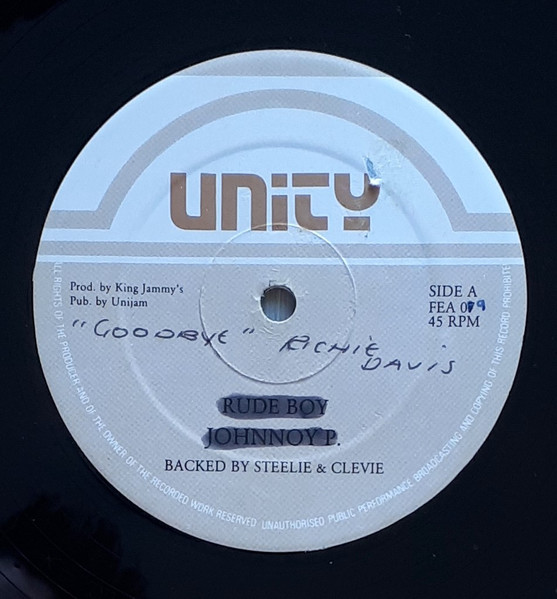 unity
Prod. by King Jammy's
Pub. by Unijam
SIDE A
FEA 079
45 RPM
"GOODBYE" RICHIE
DAVIS
RUDE BOY
JOHNNOY P.
BACKED BY STEELIE & CLEVIE
ALL RIGHTS OF THE PRODUCER AND OF THE OWNER OF THE RECORDED WORK RESERVED UNAUTHORISED PUBLIC PERFORMANCE BROADCASTING AND COPYING OF THIS RECORD PROHIBITE